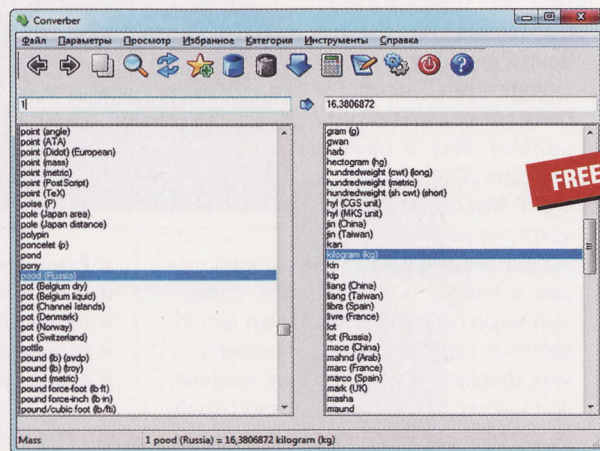 Converber
Файл Параметры Просмотр Избранное Категория Инструменты Справка
1
16,3806872
point (angle)
point (ATA)
point (Didot) (European)
point (mass)
point (metric)
point (PostScript)
point (TeX)
poise (P)
pole (Japan area)
pole (Japan distance)
polypin
poncelet (p)
pond
pony
pood (Russia)
pot (Belgium dry)
pot (Belgium liquid)
pot (Channel Islands)
pot (Denmark)
pot (Norway)
pot (Switzerland)
pottle
pound (lb) (avdp)
pound (lb) (troy)
pound (metric)
pound force-foot (lb·ft)
pound force-inch (lb·in)
pound/cubic foot (lb/ft³)
gram (g)
gwan
harb
hectogram (hg)
hundredweight (cwt) (long)
hundredweight (metric)
hundredweight (sh cwt) (short)
hyl (CGS unit)
hyl (MKS unit)
jin (China)
jin (Taiwan)
kan
kilogram (kg)
kin
kip
liang (China)
liang (Taiwan)
libra (Spain)
livre (France)
lot
lot (Russia)
mace (China)
mahnd (Arab)
marc (France)
marco (Spain)
mark (UK)
masha
maund
FREE
Mass
1 pood (Russia) = 16,3806872 kilogram (kg)